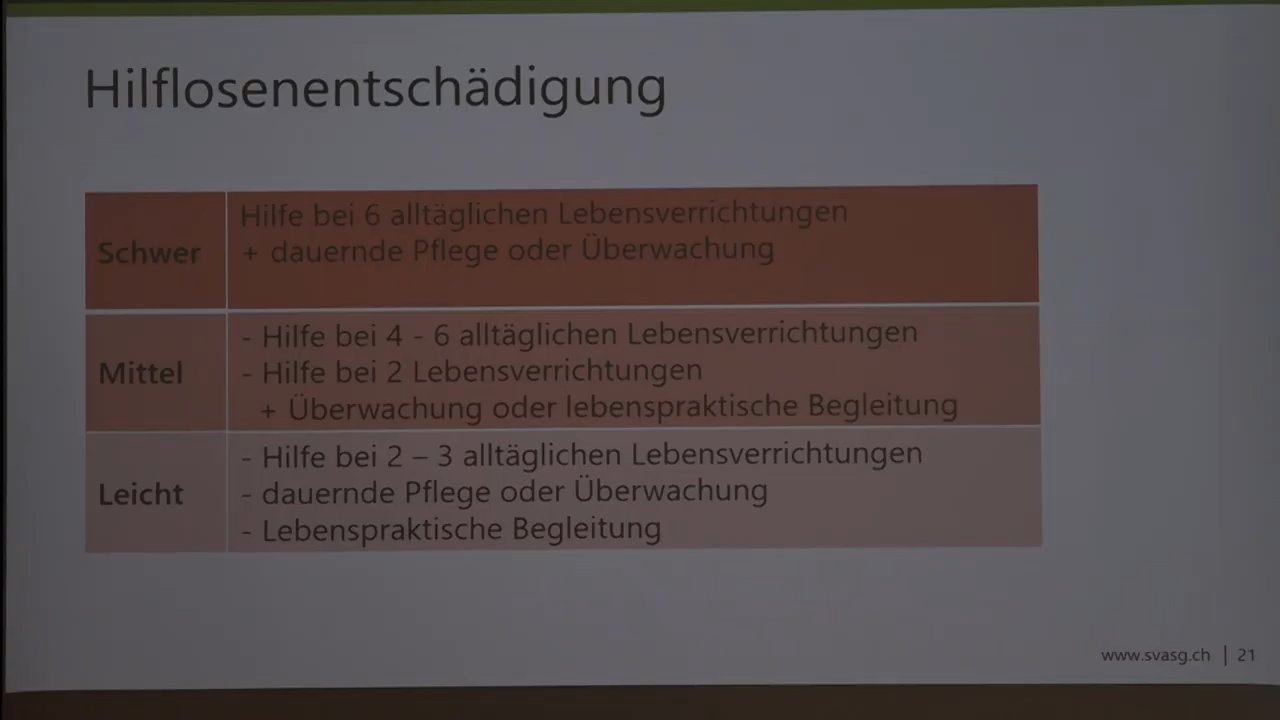 Hilflosenentschädigung
Schwer
Hilfe bei 6 alltäglichen Lebensverrichtungen
+ dauernde Pflege oder Überwachung
Mittel
- Hilfe bei 4 - 6 alltäglichen Lebensverrichtungen
- Hilfe bei 2 Lebensverrichtungen
+ Überwachung oder lebenspraktische Begleitung
Leicht
- Hilfe bei 2 – 3 alltäglichen Lebensverrichtungen
- dauernde Pflege oder Überwachung
- Lebenspraktische Begleitung
www.svasg.ch | 21